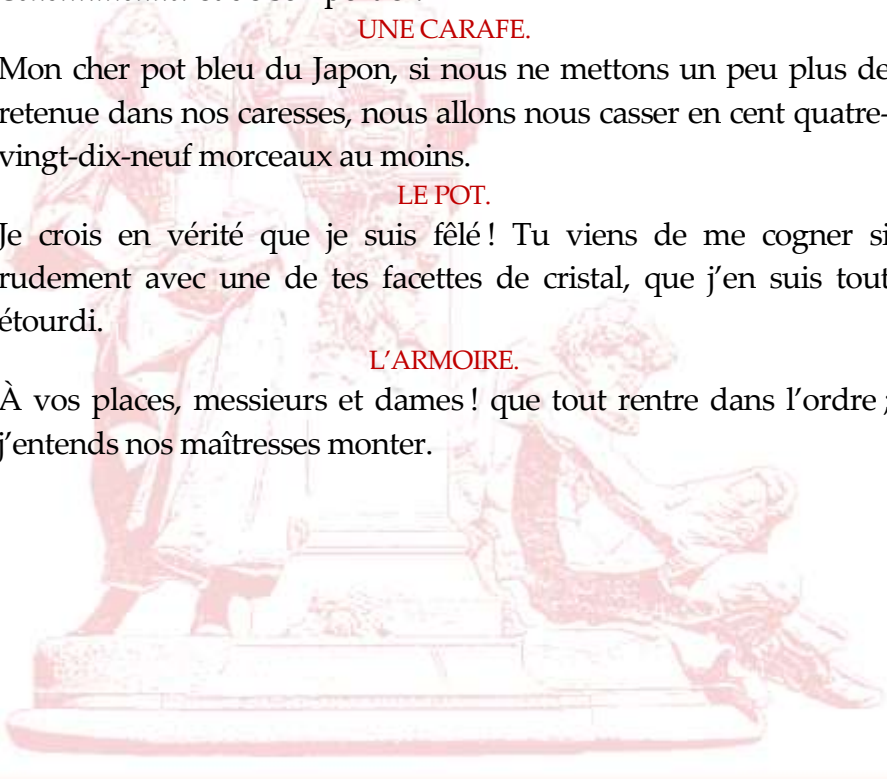 UNE CARAFE.
Mon cher pot bleu du Japon, si nous ne mettons un peu plus de
retenue dans nos caresses, nous allons nous casser en cent quatre-
vingt-dix-neuf morceaux au moins.
LE POT.
Je crois en vérité que je suis fêlé ! Tu viens de me cogner si
rudement avec une de tes facettes de cristal, que j’en suis tout
étourdi.
L’ARMOIRE.
À vos places, messieurs et dames ! que tout rentre dans l’ordre ;
j’entends nos maîtresses monter.